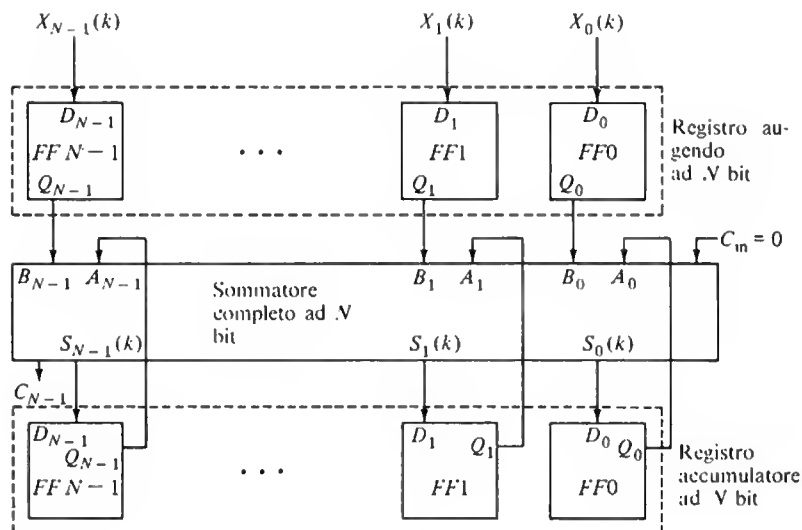 X_{N-1}(k) X_1(k) X_0(k)
D_{N-1} D_1 D_0
FF N-1 ... FF1 FF0
Q_{N-1} Q_1 Q_0
Registro au-
gendo
ad N bit
C_{in} = 0
B_{N-1} A_{N-1} B_1 A_1 B_0 A_0
Sommatore
completo ad N
bit
S_{N-1}(k) S_1(k) S_0(k)
C_{N-1}
D_{N-1} D_1 D_0
Q_{N-1} Q_1 Q_0
FF N-1 ... FF1 FF0
Registro
accumulatore
ad N bit